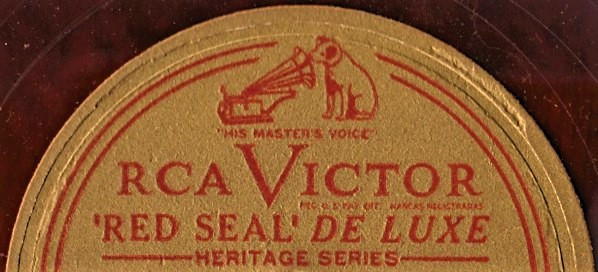 "HIS MASTER'S VOICE"
RCA VICTOR
REG. U. S. PAT. OFF. MARCAS REGISTRADAS
'RED SEAL' DE LUXE
HERITAGE SERIES